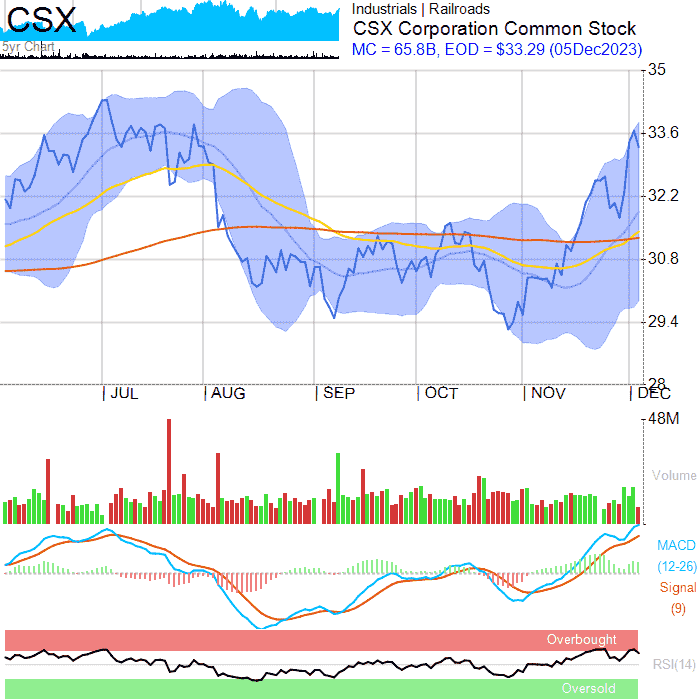 CSX
5yr Chart
Industrials | Railroads
CSX Corporation Common Stock
MC = 65.8B, EOD = $33.29 (05Dec2023)
35
33.6
32.2
30.8
29.4
28
JUL AUG SEP OCT NOV DEC
48M
Volume
MACD
(12-26)
Signal
(9)
Overbought
RSI(14)
Oversold